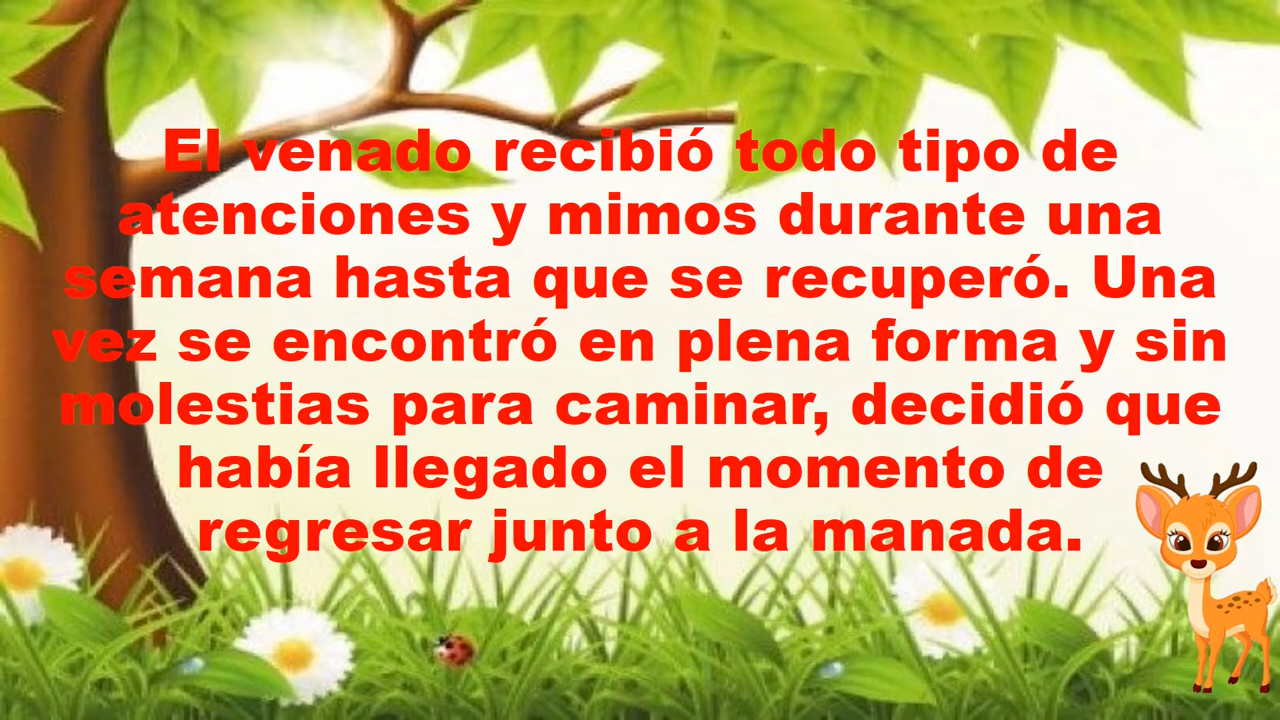 El venado recibió todo tipo de
atenciones y mimos durante una
semana hasta que se recuperó. Una
vez se encontró en plena forma y sin
molestias para caminar, decidió que
había llegado el momento de
regresar junto a la manada.